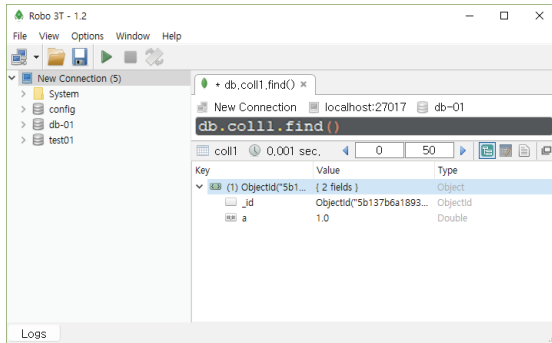 Robo 3T - 1.2
File View Options Window Help
New Connection (5)
System
config
db-01
test01
db.coll1.find()
New Connection localhost:27017 db-01
db.coll1.find()
coll1 0,001 sec, 0 50
Key Value Type
(1) ObjectId("5b1... { 2 fields } Object
_id ObjectId("5b137b6a1893... ObjectId
a 1.0 Double
Logs